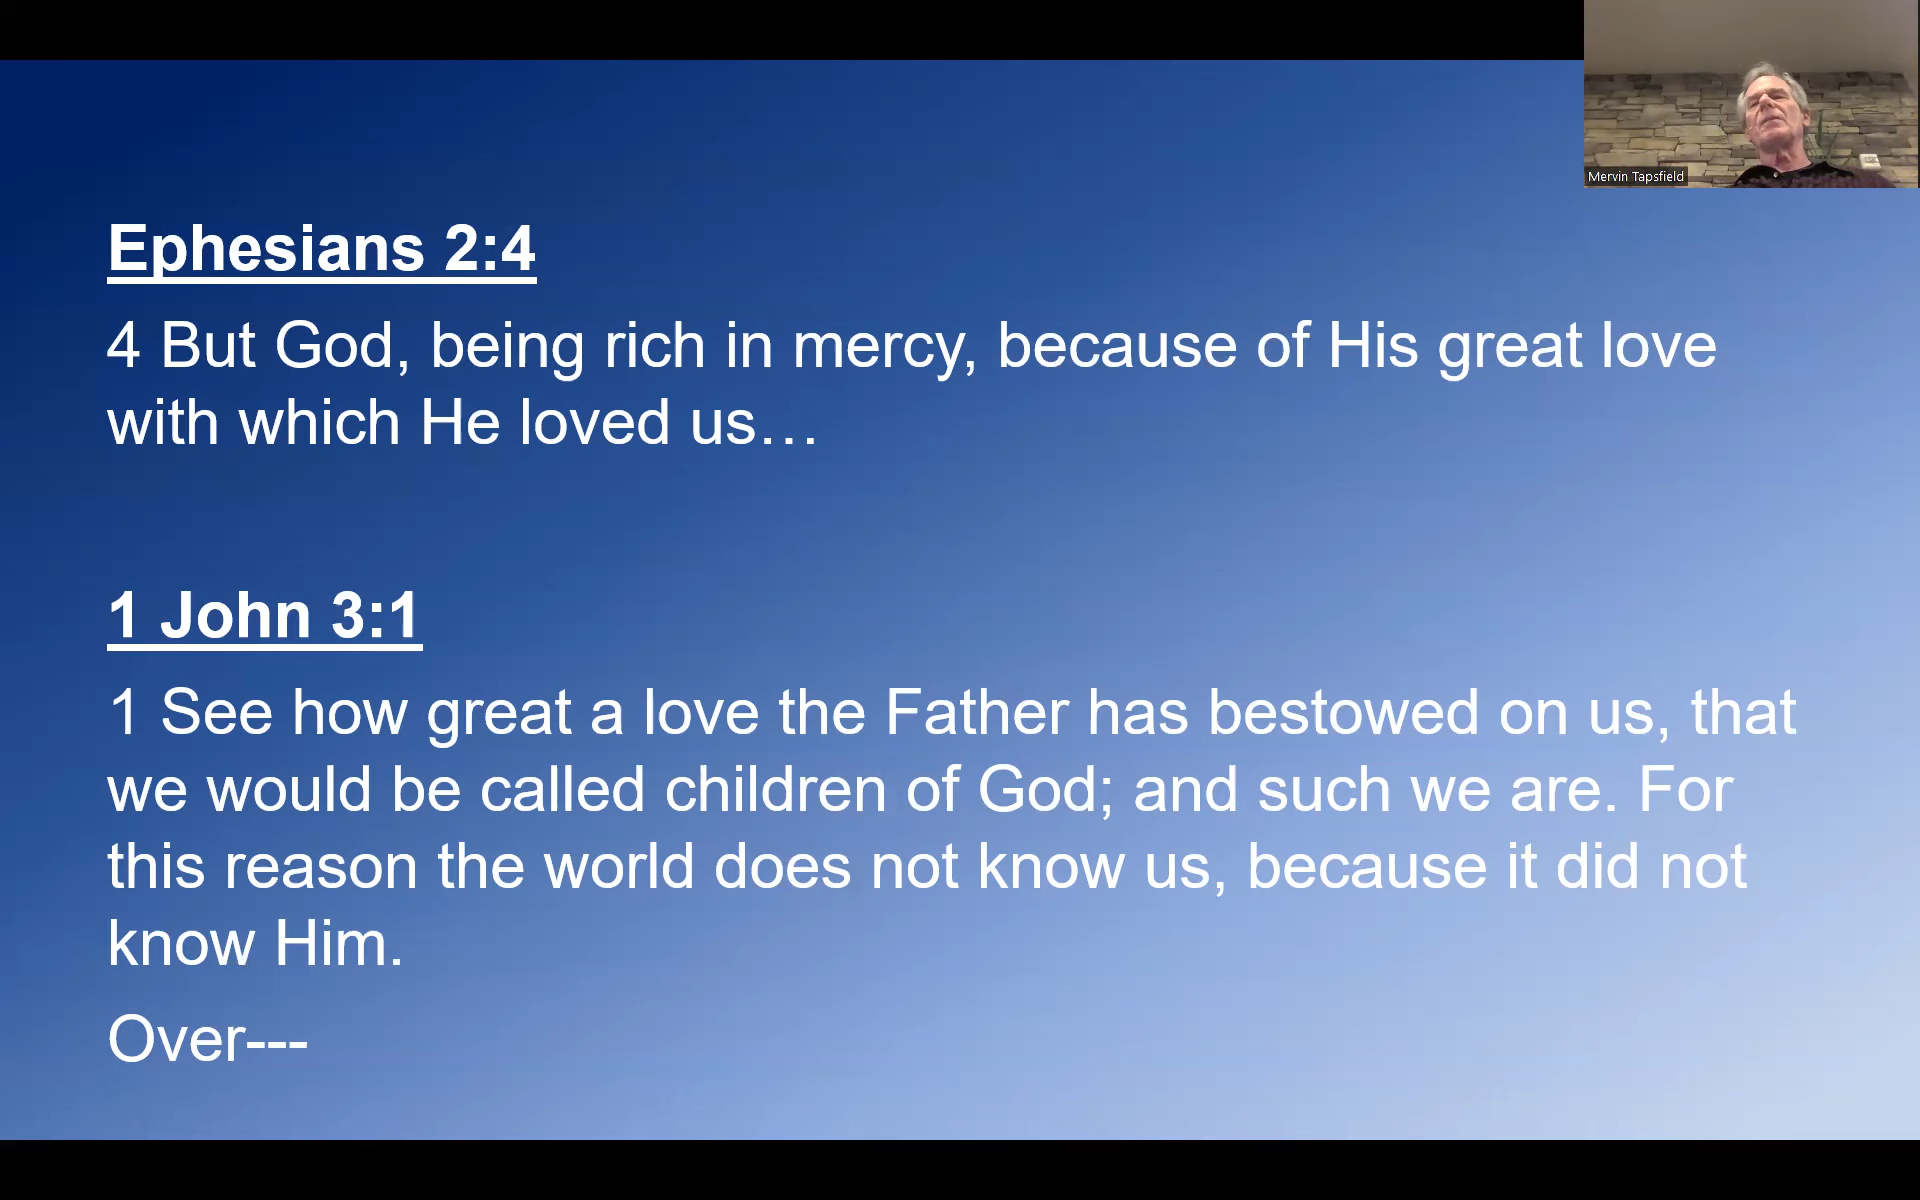 Mervin Tapsfield
Ephesians 2:4
4 But God, being rich in mercy, because of His great love
with which He loved us…
1 John 3:1
1 See how great a love the Father has bestowed on us, that
we would be called children of God; and such we are. For
this reason the world does not know us, because it did not
know Him.
Over---